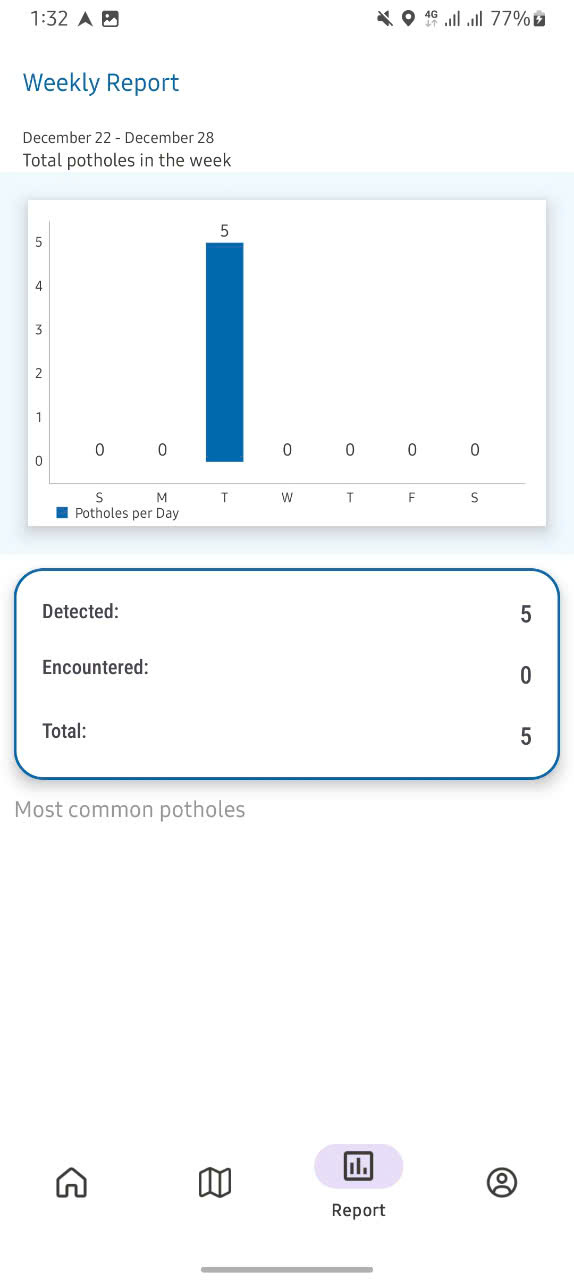 1:32 4G 77%
Weekly Report
December 22 - December 28
Total potholes in the week
5
5
4
3
2
1
0
0 0 0 0 0 0
S M T W T F S
Potholes per Day
Detected: 5
Encountered: 0
Total: 5
Most common potholes
Report